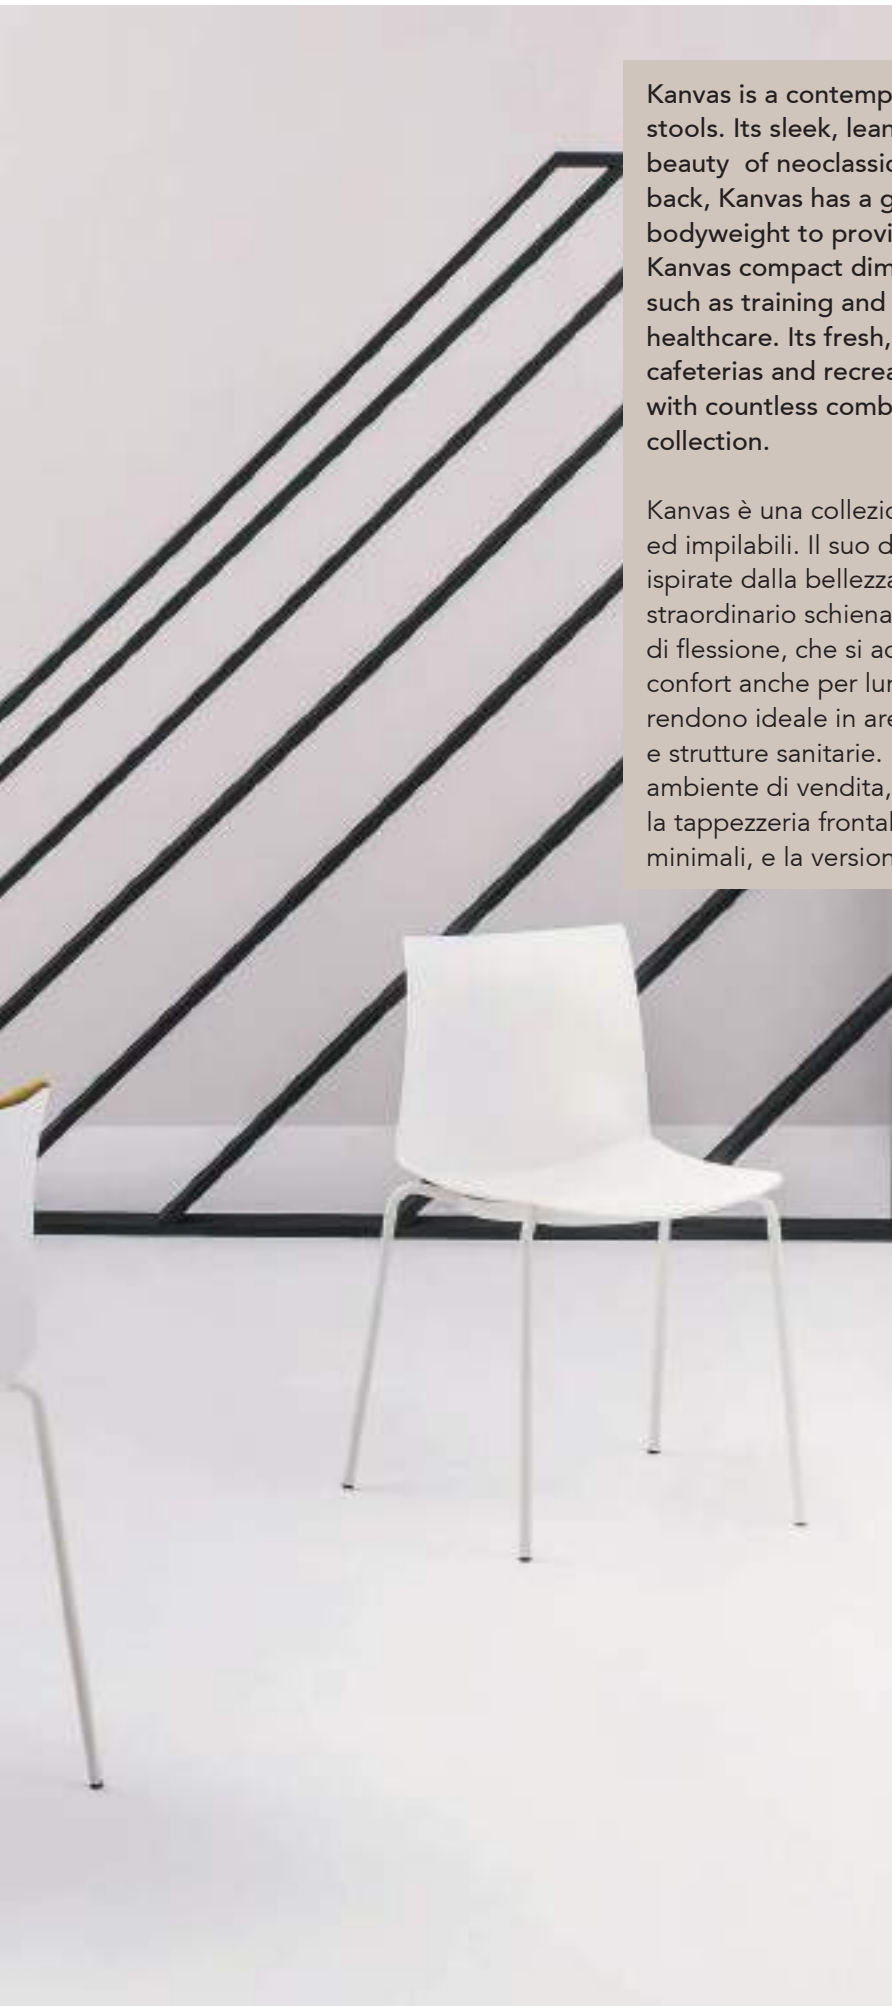 Kanvas is a contemp
stools. Its sleek, lean
beauty  of neoclassic
back, Kanvas has a g
bodyweight to provi
Kanvas compact dim
such as training and
healthcare. Its fresh,
cafeterias and recrea
with countless comb
collection.

Kanvas è una collezio
ed impilabili. Il suo d
ispirate dalla bellezza
straordinario schiena
di flessione, che si ad
confort anche per lun
rendono ideale in are
e strutture sanitarie.
ambiente di vendita,
la tappezzeria frontal
minimali, e la version